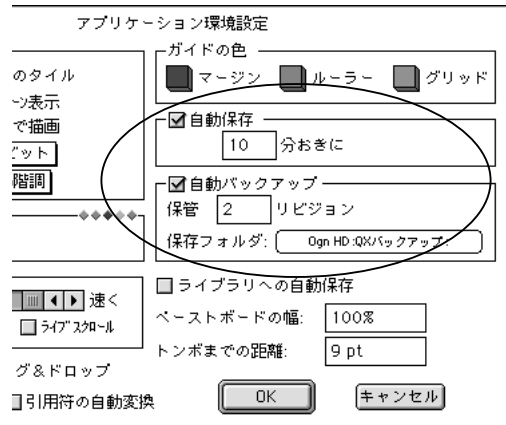 アプリケーション環境設定
ガイドの色
マージン ルーラー グリッド
のタイル
ーン表示
で描画
ビット
階調
自動保存
10 分おきに
自動バックアップ
保管 2 リビジョン
保存フォルダ: Ogn HD:QXバックアップ:
ライブラリへの自動保存
ペーストボードの幅: 100%
トンボまでの距離: 9 pt
速く
ライブスクロール
グ&ドロップ
引用符の自動変換
OK キャンセル